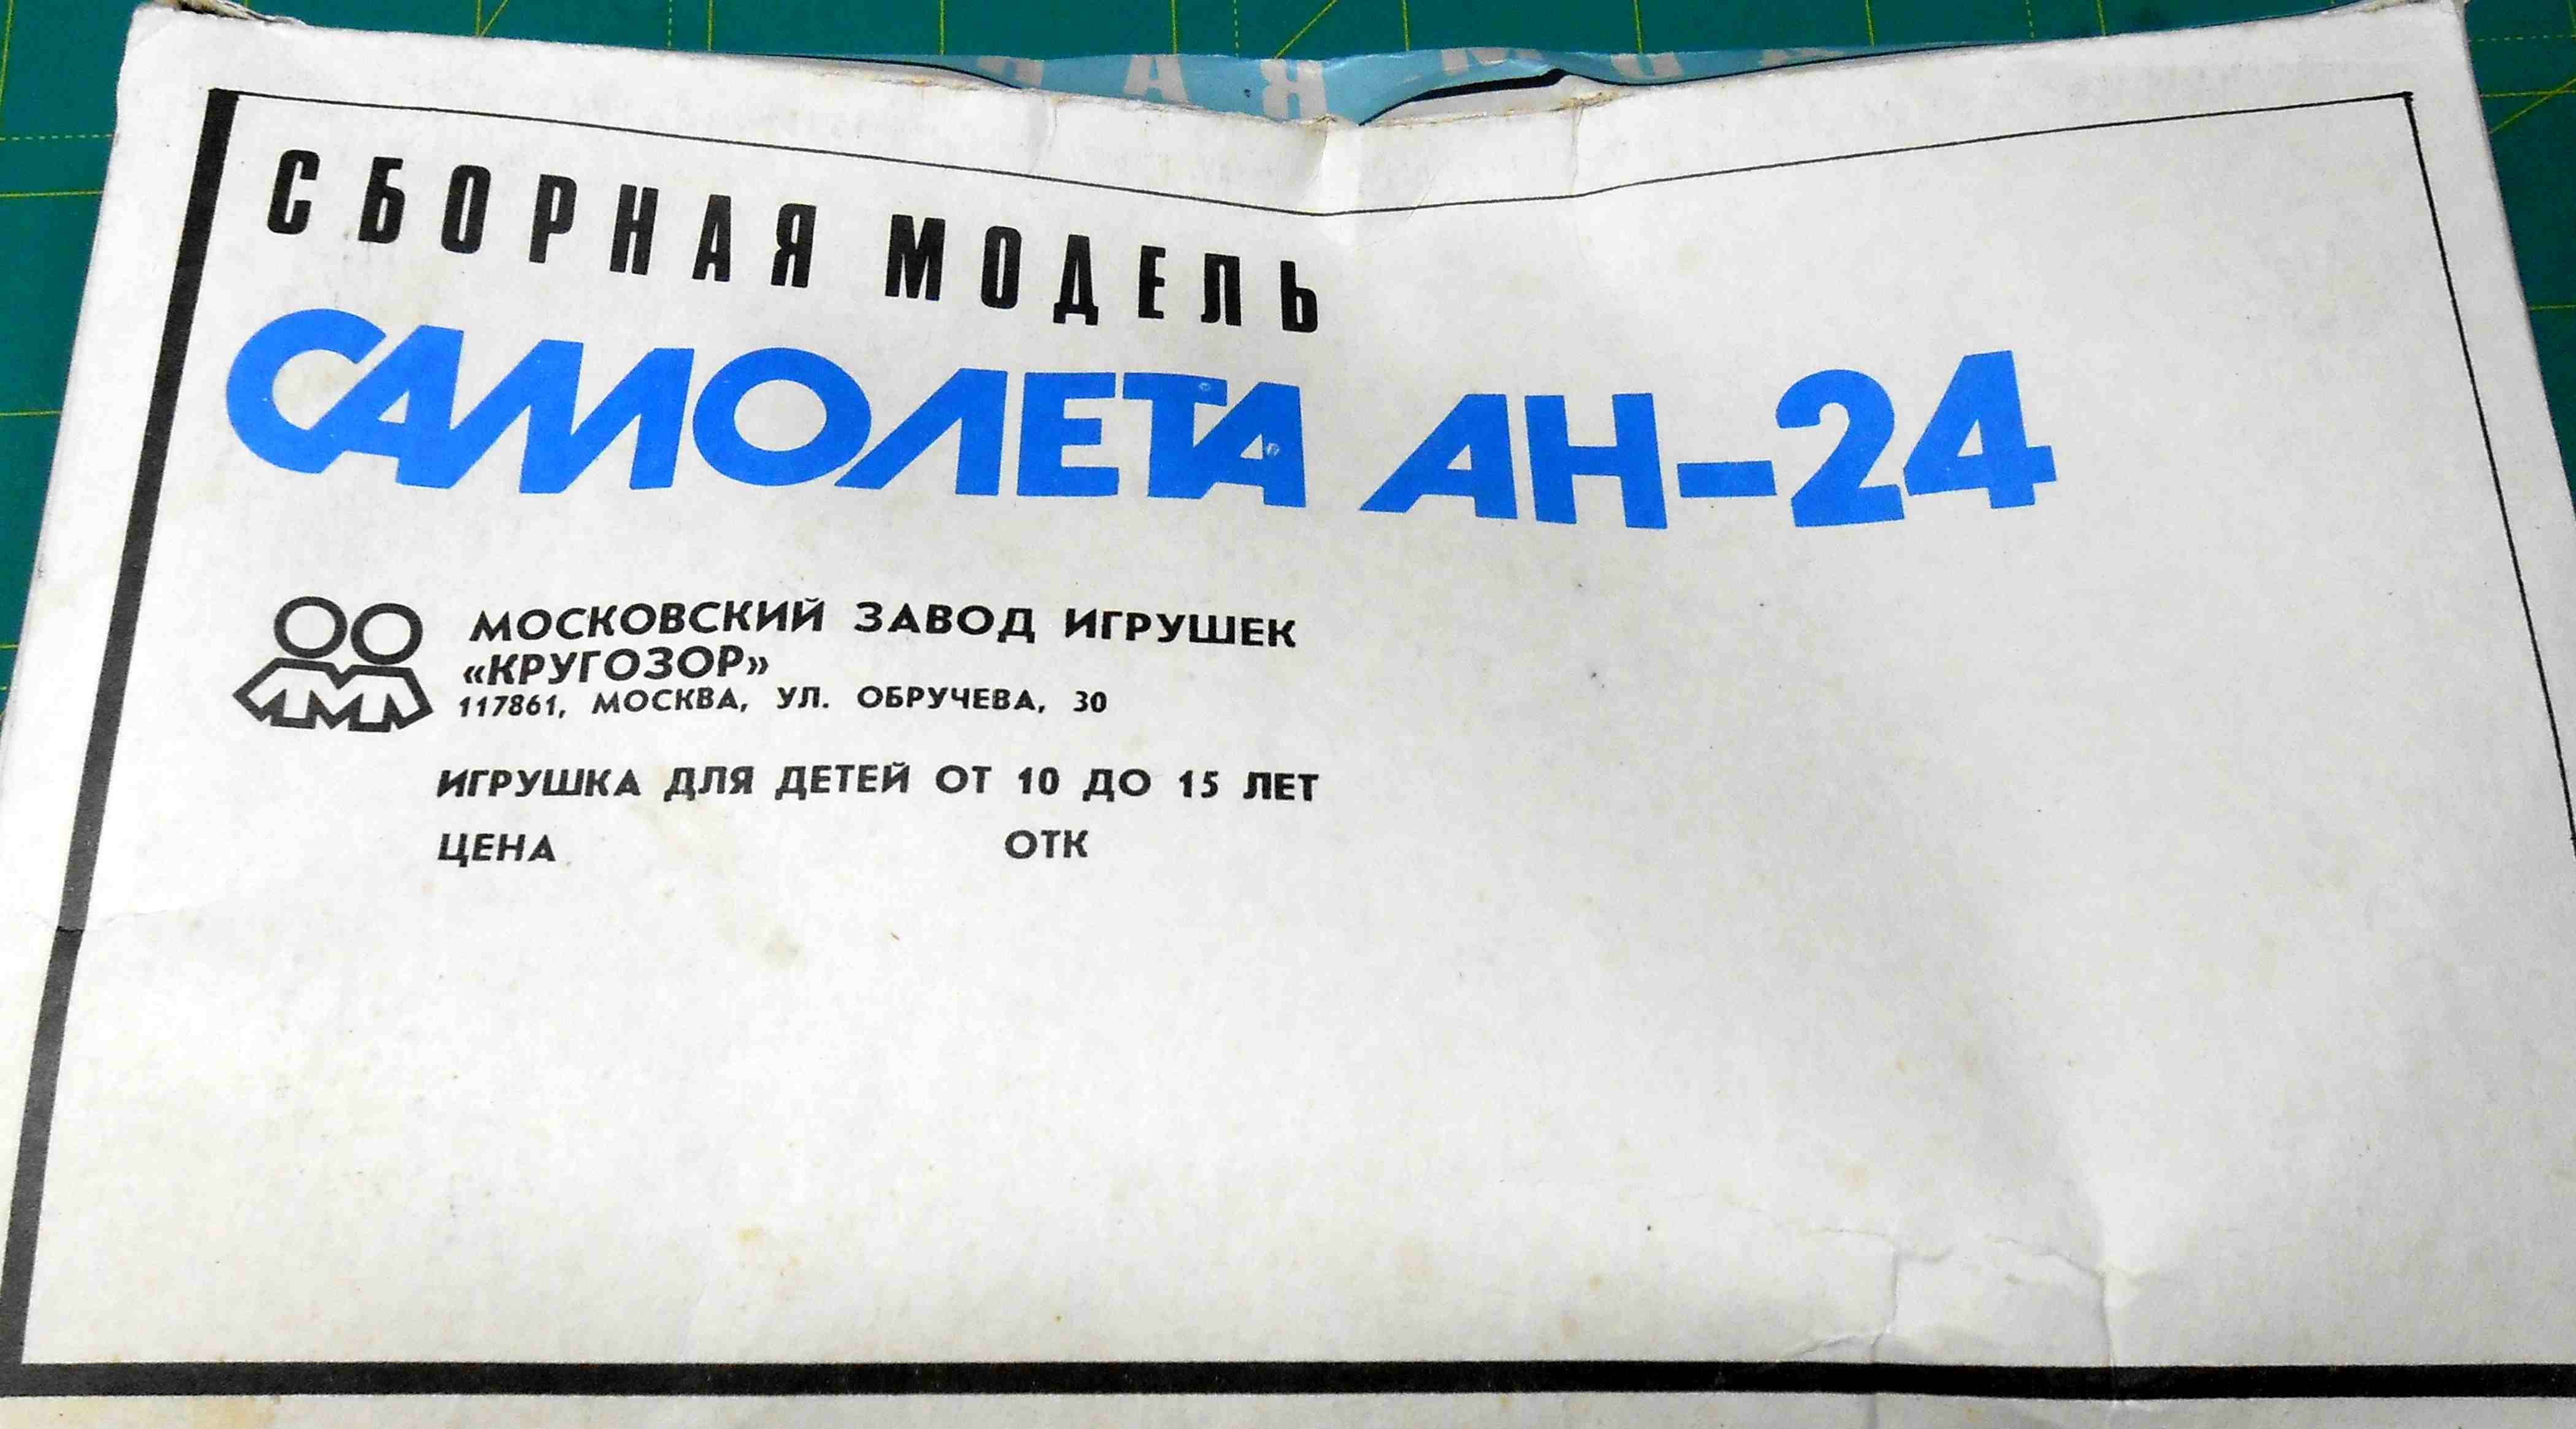 СБОРНАЯ МОДЕЛЬ
САМОЛЕТА АН-24
МОСКОВСКИЙ ЗАВОД ИГРУШЕК
«КРУГОЗОР»
117861, МОСКВА, УЛ. ОБРУЧЕВА, 30
ИГРУШКА ДЛЯ ДЕТЕЙ ОТ 10 ДО 15 ЛЕТ
ЦЕНА ОТК